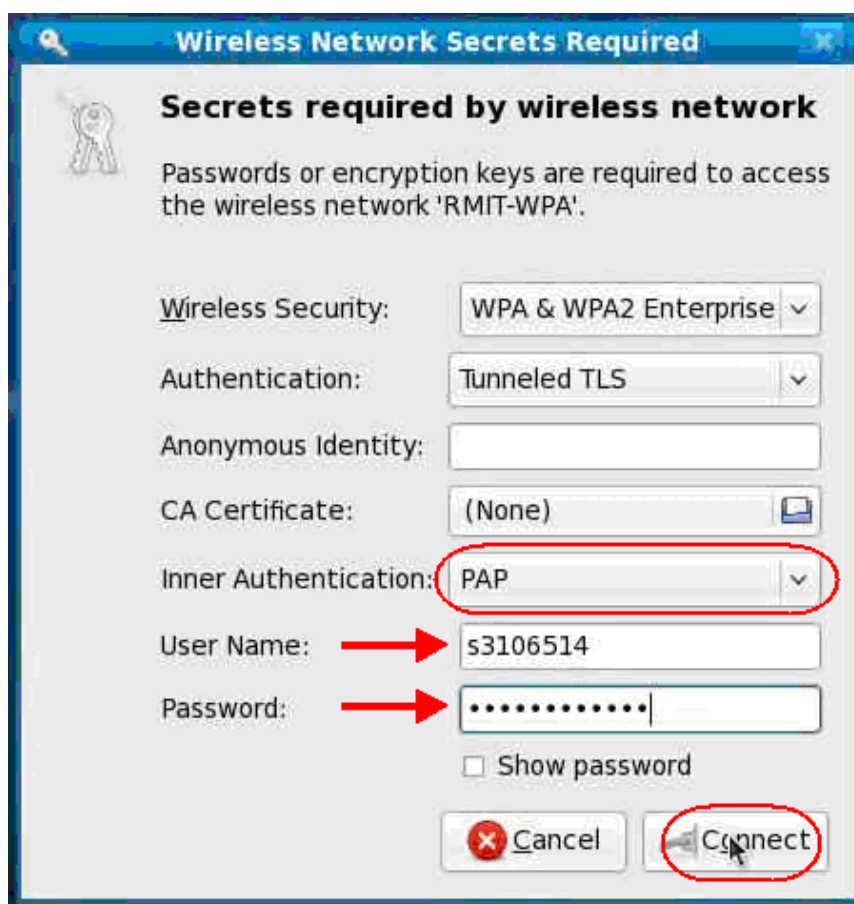 Wireless Network Secrets Required
Secrets required by wireless network
Passwords or encryption keys are required to access
the wireless network 'RMIT-WPA'.
Wireless Security: WPA & WPA2 Enterprise
Authentication: Tunneled TLS
Anonymous Identity:
CA Certificate: (None)
Inner Authentication: PAP
User Name: s3106514
Password: ••••••••••••
Show password
Cancel Connect